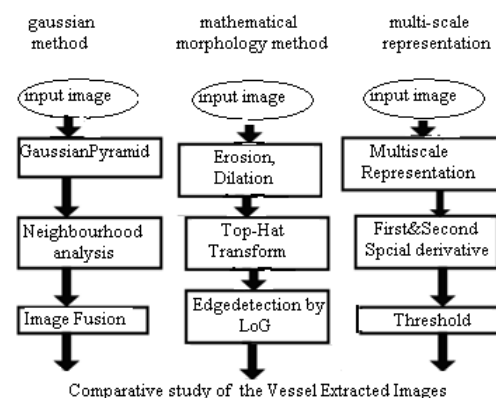 gaussian
method
input image
GaussianPyramid
Neighbourhood
analysis
Image Fusion
mathematical
morphology method
input image
Erosion,
Dilation
Top-Hat
Transform
Edgedetection by
LoG
multi-scale
representation
input image
Multiscale
Representation
First&Second
Spcial derivative
Threshold
Comparative study of the Vessel Extracted Images